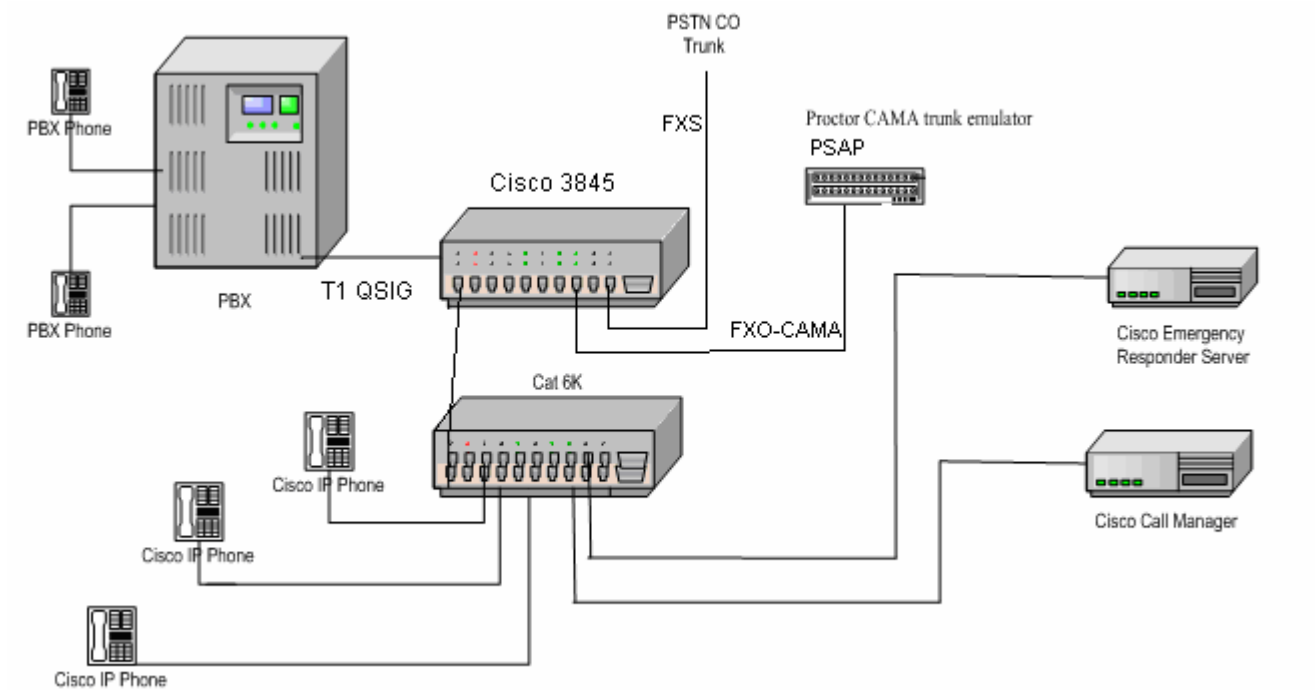 PSTN CO
Trunk
PBX Phone
FXS
Proctor CAMA trunk emulator
PSAP
Cisco 3845
PBX Phone
PBX
T1 QSIG
FXO-CAMA
Cisco Emergency
Responder Server
Cat 6K
Cisco IP Phone
Cisco Call Manager
Cisco IP Phone
Cisco IP Phone